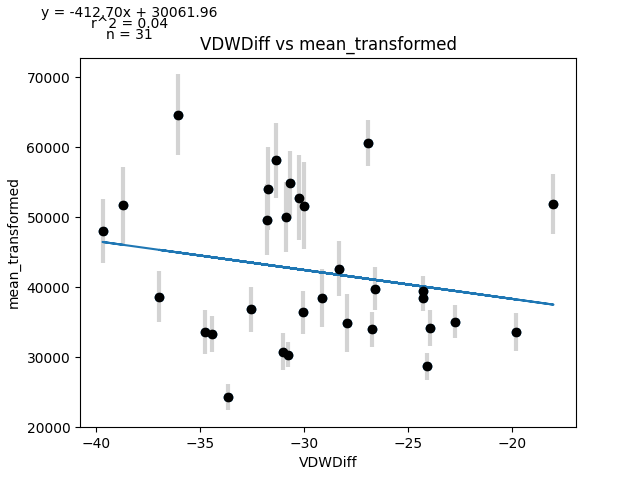 y = -412.70x + 30061.96
r^2 = 0.04
n = 31
VDWDiff vs mean_transformed
70000
60000
50000
40000
30000
20000
mean_transformed
−40
−35
−30
−25
−20
VDWDiff